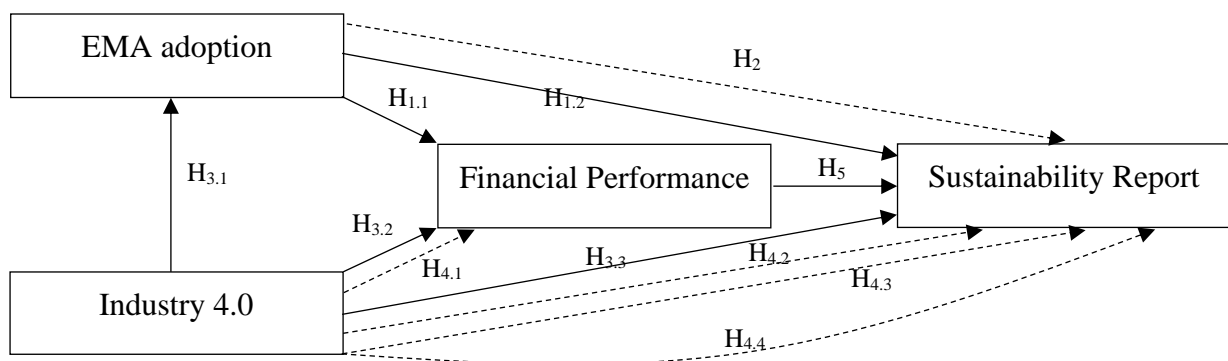 EMA adoption
H2
H1.1
H1.2
H3.1
Financial Performance
H5
Sustainability Report
H3.2
H4.1
H3.3
H4.2
H4.3
Industry 4.0
H4.4